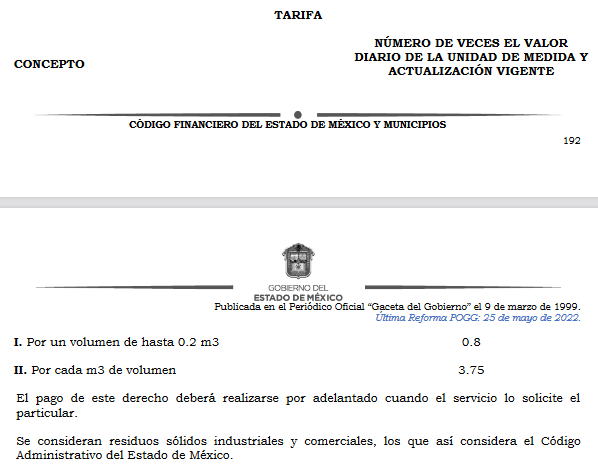 TARIFA
CONCEPTO
NÚMERO DE VECES EL VALOR
DIARIO DE LA UNIDAD DE MEDIDA Y
ACTUALIZACIÓN VIGENTE
CÓDIGO FINANCIERO DEL ESTADO DE MÉXICO Y MUNICIPIOS
192
GOBIERNO DEL
ESTADO DE MÉXICO
Publicada en el Periódico Oficial “Gaceta del Gobierno” el 9 de marzo de 1999.
Última Reforma POGG: 25 de mayo de 2022.
I. Por un volumen de hasta 0.2 m3 0.8
II. Por cada m3 de volumen 3.75
El pago de este derecho deberá realizarse por adelantado cuando el servicio lo solicite el
particular.
Se consideran residuos sólidos industriales y comerciales, los que así considera el Código
Administrativo del Estado de México.